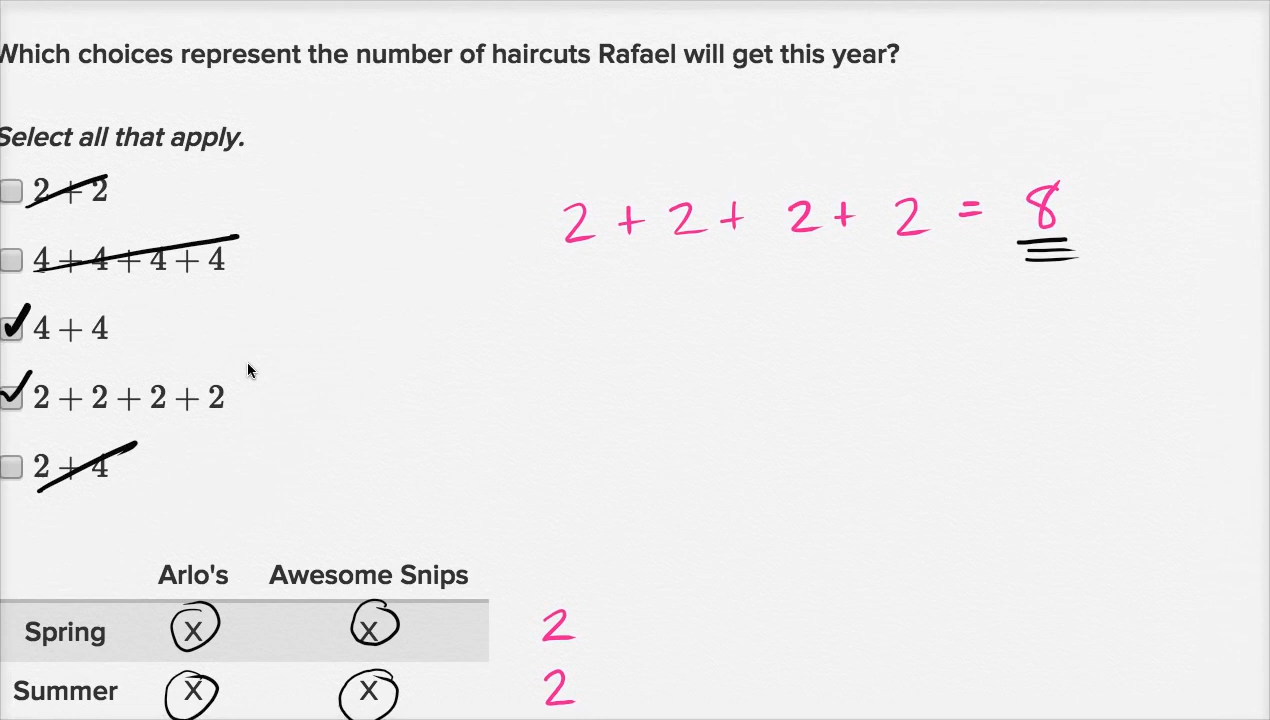 Which choices represent the number of haircuts Rafael will get this year?
Select all that apply.
2 + 2
2 + 2 + 2 + 2 = 8
4 + 4 + 4 + 4
4 + 4
2 + 2 + 2 + 2
2 + 4
Arlo's Awesome Snips
Spring x x 2
Summer x x 2